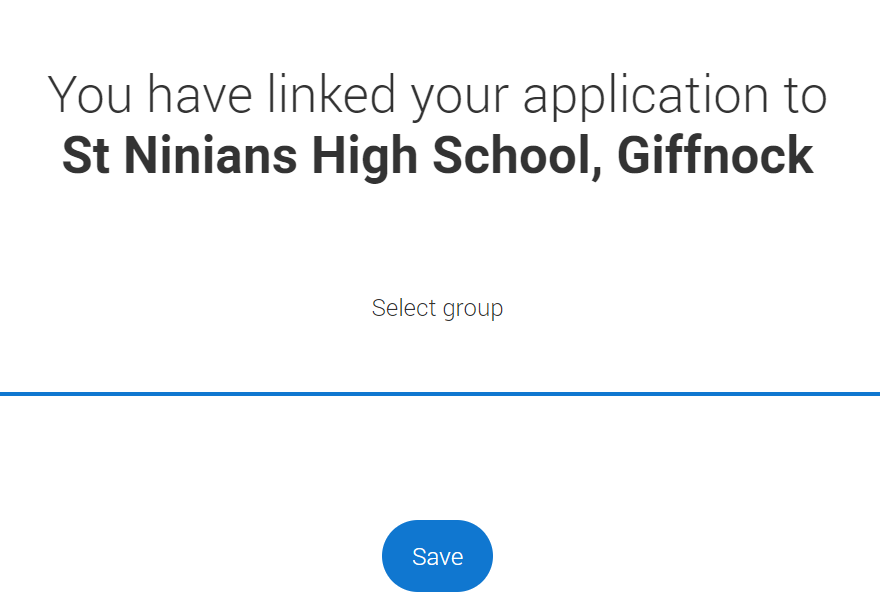 You have linked your application to
St Ninians High School, Giffnock
Select group
Save